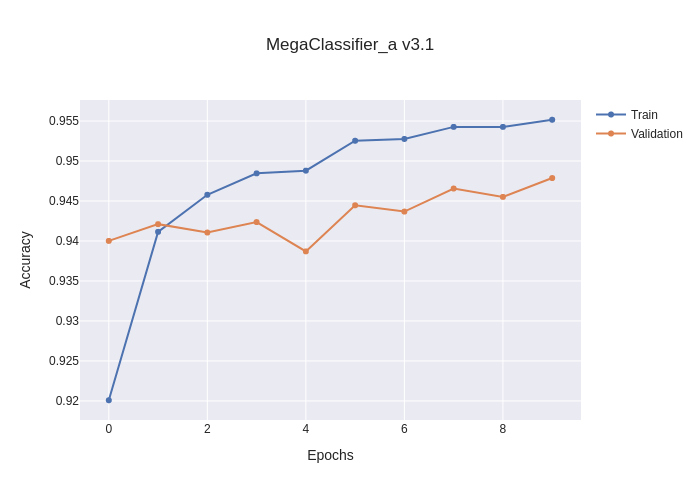 MegaClassifier_a v3.1
Train
Validation
0.955
0.95
0.945
0.94
0.935
0.93
0.925
0.92
Accuracy
0 2 4 6 8
Epochs